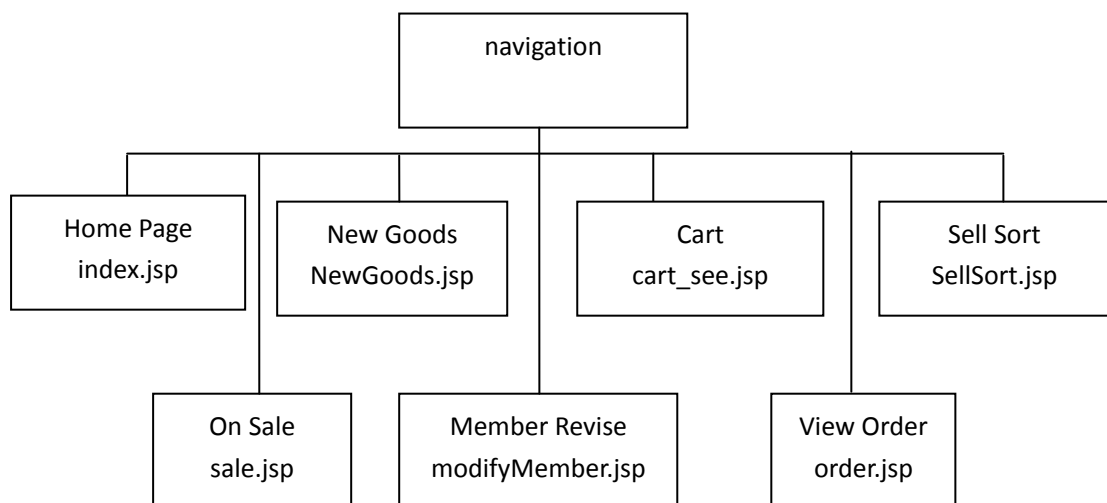 navigation
Home Page
index.jsp
New Goods
NewGoods.jsp
Cart
cart_see.jsp
Sell Sort
SellSort.jsp
On Sale
sale.jsp
Member Revise
modifyMember.jsp
View Order
order.jsp